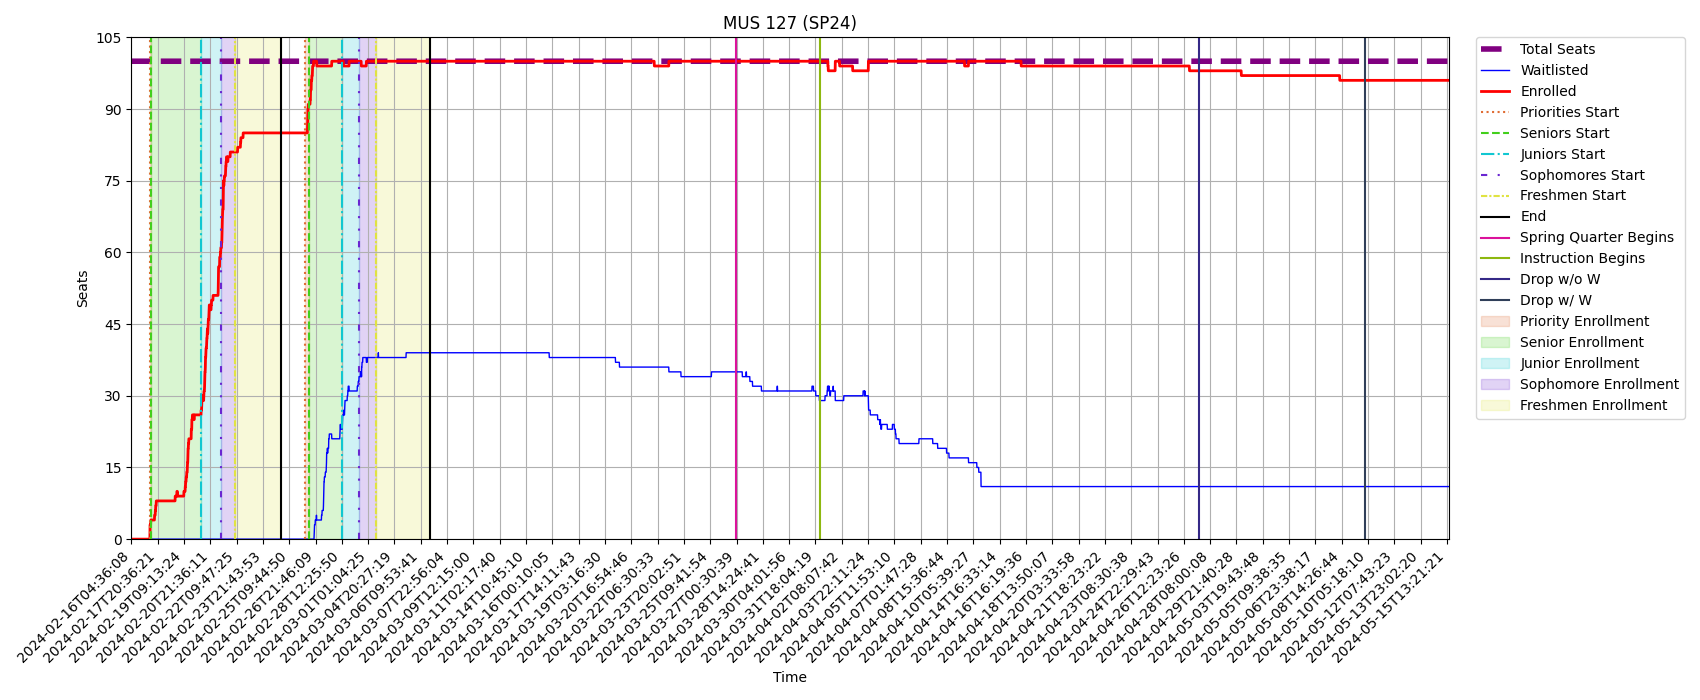 MUS 127 (SP24)
Seats
105
90
75
60
45
30
15
0
2024-02-16T04:36:08
2024-02-17T20:36:21
2024-02-19T09:13:24
2024-02-20T21:36:11
2024-02-22T09:47:25
2024-02-23T21:43:53
2024-02-25T09:44:50
2024-02-26T21:46:09
2024-02-28T12:25:50
2024-03-01T01:04:25
2024-03-04T20:27:19
2024-03-06T09:53:41
2024-03-07T22:56:04
2024-03-09T12:15:00
2024-03-11T02:17:40
2024-03-14T10:45:10
2024-03-16T00:10:05
2024-03-17T14:11:43
2024-03-19T03:16:30
2024-03-20T16:54:46
2024-03-22T06:30:33
2024-03-23T20:02:51
2024-03-25T09:41:54
2024-03-27T00:30:39
2024-03-28T14:24:41
2024-03-30T04:01:56
2024-03-31T18:04:19
2024-04-02T08:07:42
2024-04-03T22:11:24
2024-04-05T11:53:10
2024-04-07T01:47:28
2024-04-08T15:36:44
2024-04-10T05:39:27
2024-04-14T16:33:14
2024-04-16T16:19:36
2024-04-18T13:50:07
2024-04-20T03:33:58
2024-04-21T18:23:22
2024-04-23T08:30:38
2024-04-24T22:29:43
2024-04-26T12:23:26
2024-04-28T08:00:08
2024-04-29T21:40:28
2024-05-03T19:43:48
2024-05-05T09:38:35
2024-05-06T23:38:17
2024-05-08T14:26:44
2024-05-10T05:18:10
2024-05-12T07:43:23
2024-05-13T23:02:20
2024-05-15T13:21:21
Time
Total Seats
Waitlisted
Enrolled
Priorities Start
Seniors Start
Juniors Start
Sophomores Start
Freshmen Start
End
Spring Quarter Begins
Instruction Begins
Drop w/o W
Drop w/ W
Priority Enrollment
Senior Enrollment
Junior Enrollment
Sophomore Enrollment
Freshmen Enrollment